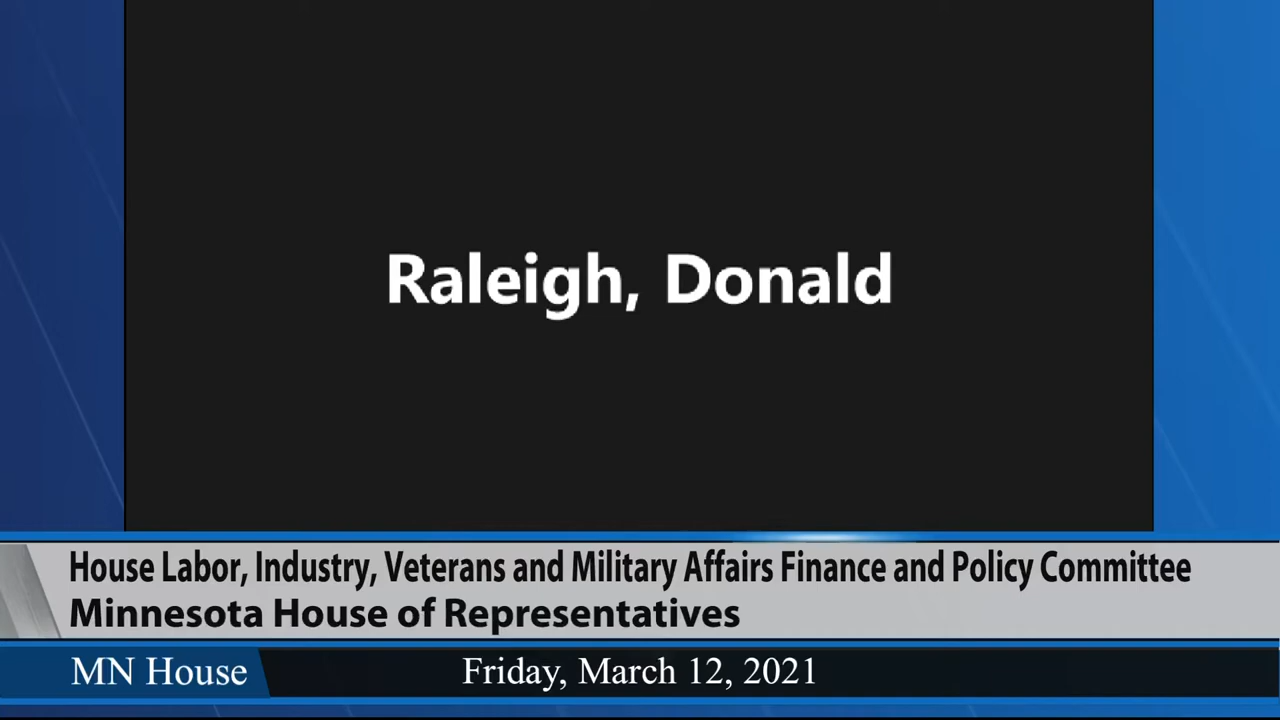 Raleigh, Donald
House Labor, Industry, Veterans and Military Affairs Finance and Policy Committee
Minnesota House of Representatives
MN House
Friday, March 12, 2021